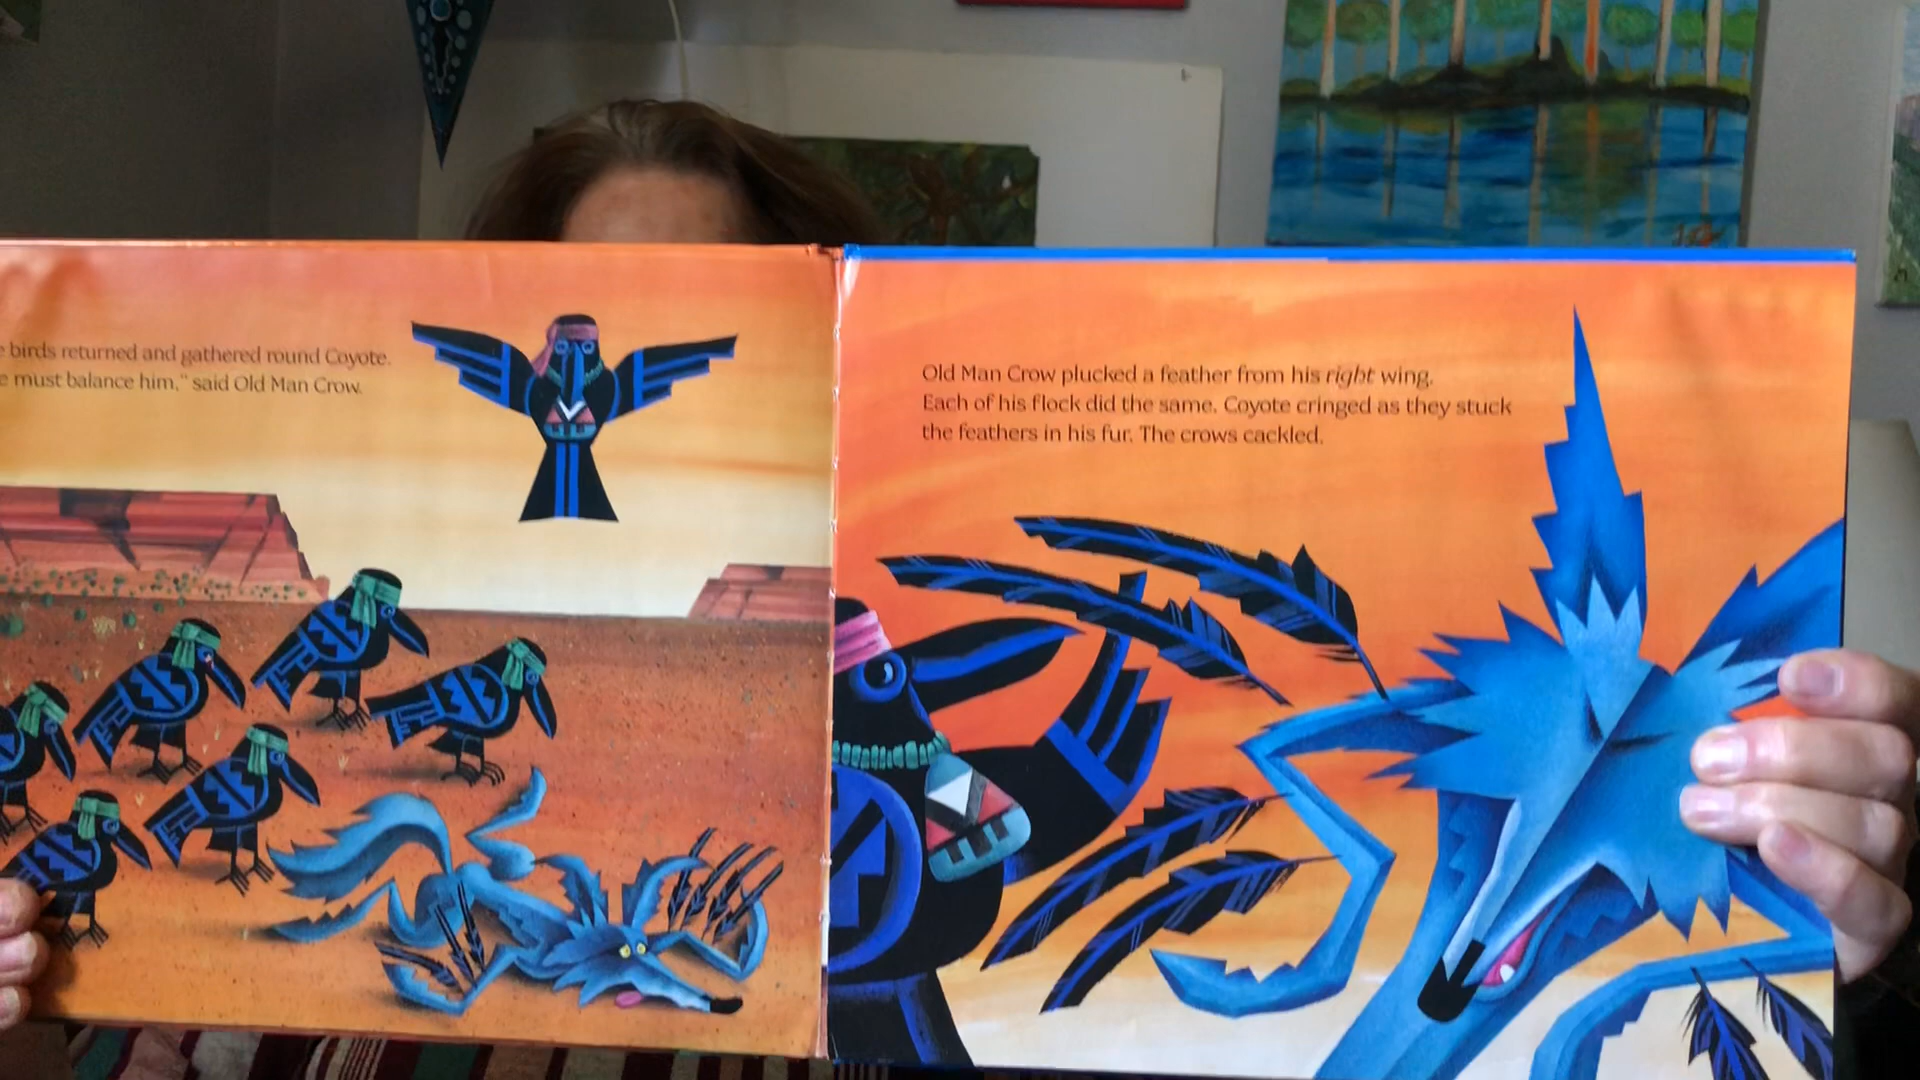 birds returned and gathered round Coyote.
must balance him," said Old Man Crow.
Old Man Crow plucked a feather from his right wing.
Each of his flock did the same. Coyote cringed as they stuck
the feathers in his fur. The crows cackled.